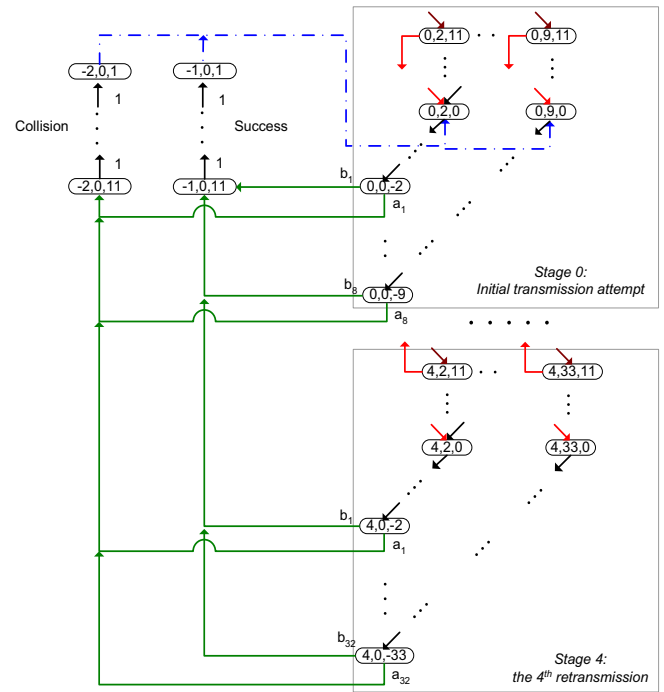 0,2,11 · · 0,9,11
-2,0,1 -1,0,1
1 1
Collision Success
0,2,0 0,9,0
1 1
-2,0,11 -1,0,11 b1 0,0,-2
a1
Stage 0:
Initial transmission attempt
b8 0,0,-9
a8
· · · · ·
4,2,11 · · 4,33,11
4,2,0 4,33,0
b1 4,0,-2
a1
b32 4,0,-33
a32
Stage 4:
the 4th retransmission